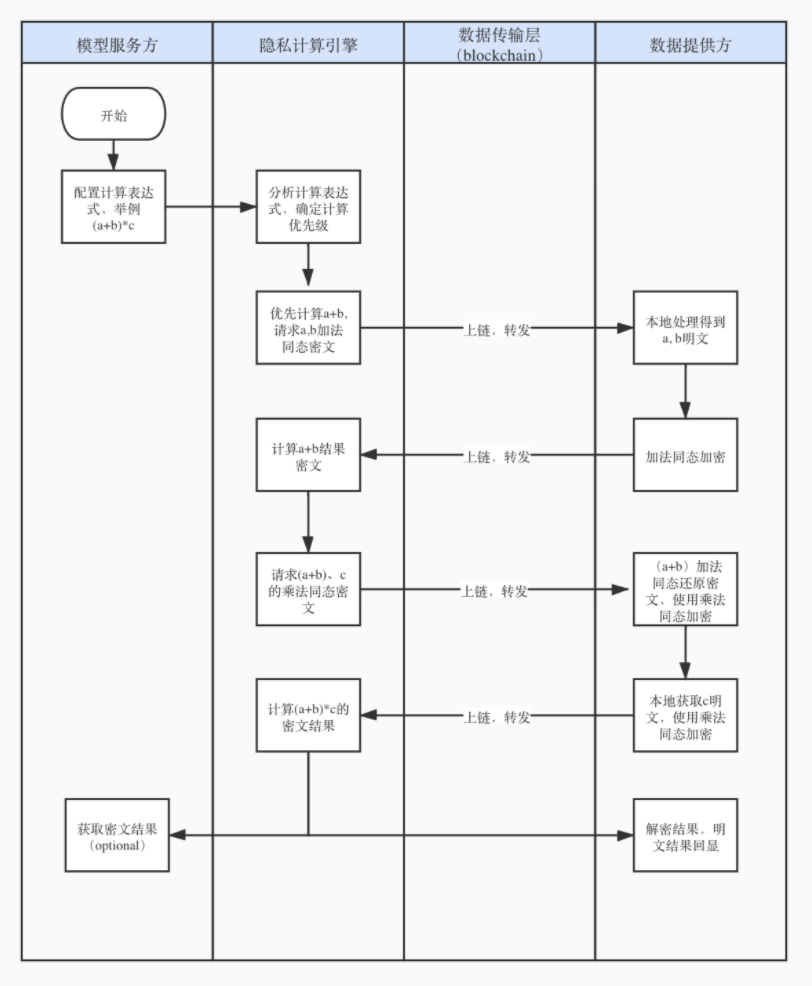 模型服务方
隐私计算引擎
数据传输层
（blockchain）
数据提供方
开始
配置计算表达
式，举例
(a+b)*c
分析计算表达
式，确定计算
优先级
优先计算a+b,
请求a,b加法
同态密文
上链，转发
本地处理得到
a, b明文
计算a+b结果
密文
上链，转发
加法同态加密
请求(a+b)、c
的乘法同态密
文
上链，转发
（a+b）加法
同态还原密
文，使用乘法
同态加密
计算(a+b)*c的
密文结果
上链，转发
本地获取c明
文，使用乘法
同态加密
获取密文结果
（optional）
解密结果，明
文结果回显